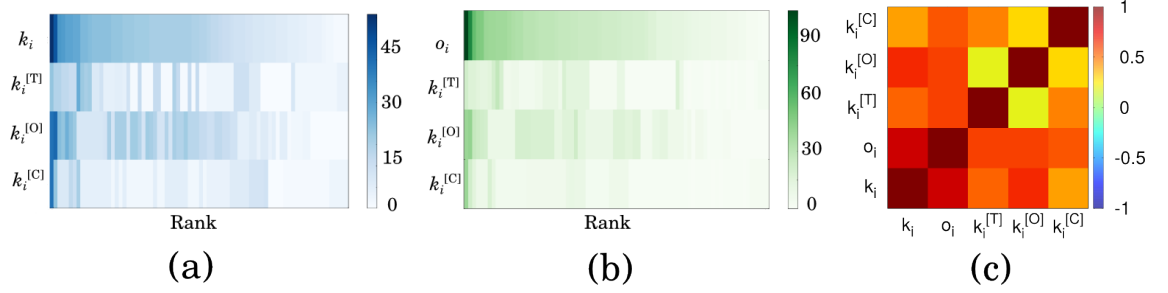 k_i
k_i^[T]
k_i^[O]
k_i^[C]
45
30
15
0
Rank
(a)
o_i
k_i^[T]
k_i^[O]
k_i^[C]
90
60
30
0
Rank
(b)
k_i^[C]
k_i^[O]
k_i^[T]
o_i
k_i
k_i o_i k_i^[T] k_i^[O] k_i^[C]
1
0.5
0
-0.5
-1
(c)